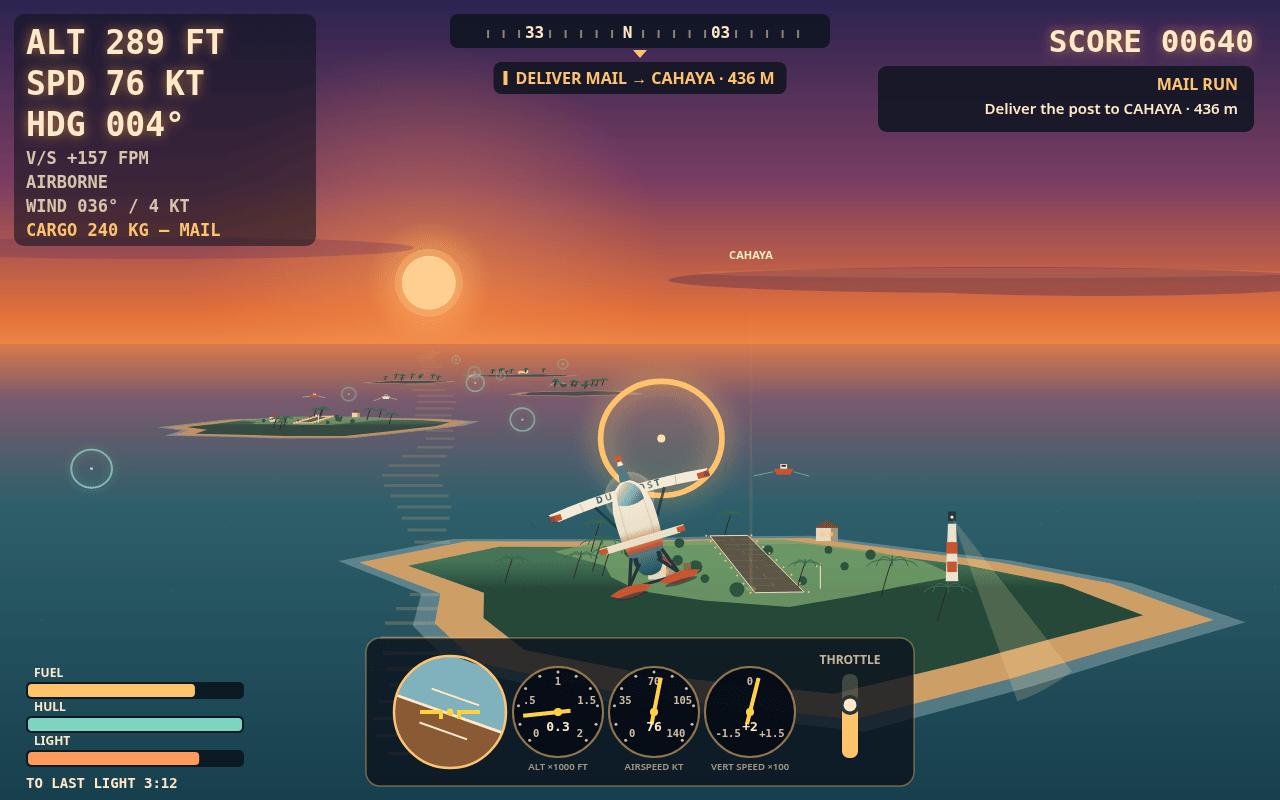 ALT 289 FT
SPD 76 KT
HDG 004°
V/S +157 FPM
AIRBORNE
WIND 036° / 4 KT
CARGO 240 KG — MAIL
33 N 03
DELIVER MAIL → CAHAYA · 436 M
SCORE 00640
MAIL RUN
Deliver the post to CAHAYA · 436 m
CAHAYA
FUEL
HULL
LIGHT
TO LAST LIGHT 3:12
0 .5 1 1.5 2
0.3
ALT ×1000 FT
0 35 70 105 140
76
AIRSPEED KT
-1.5 0 +1.5
+2
VERT SPEED ×100
THROTTLE